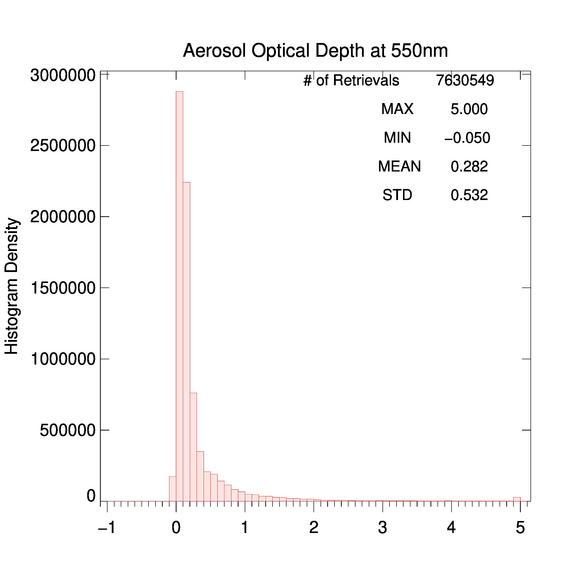 Aerosol Optical Depth at 550nm
# of Retrievals 7630549
MAX 5.000
MIN −0.050
MEAN 0.282
STD 0.532
Histogram Density
3000000
2500000
2000000
1500000
1000000
500000
0
−1 0 1 2 3 4 5